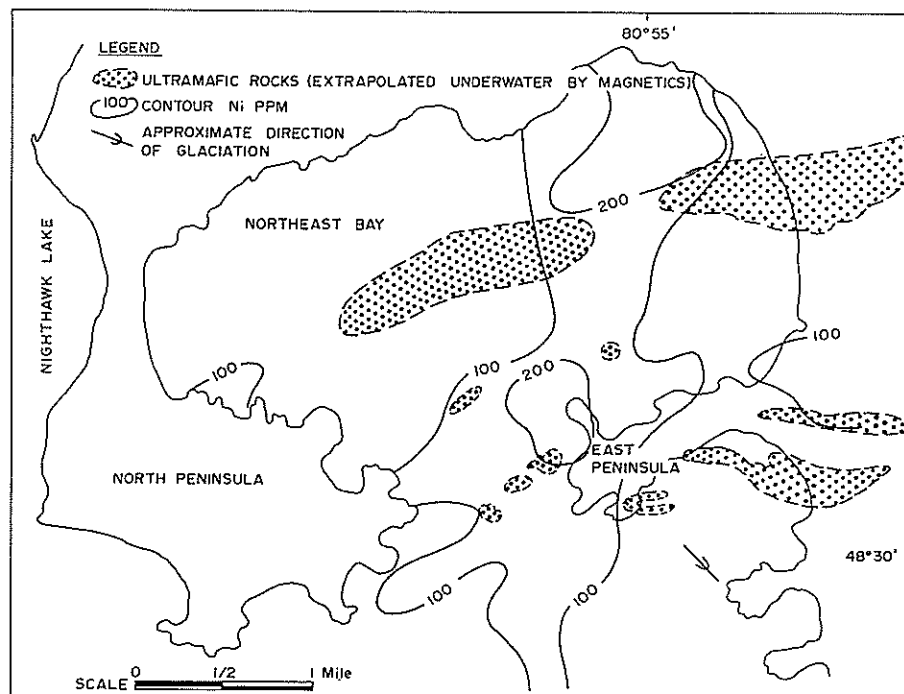 80°55'
LEGEND
ULTRAMAFIC ROCKS (EXTRAPOLATED UNDERWATER BY MAGNETICS)
100 CONTOUR Ni PPM
APPROXIMATE DIRECTION
OF GLACIATION
NIGHTHAWK LAKE
NORTHEAST BAY
200
100
100
100
200
NORTH PENINSULA
EAST
PENINSULA
48°30'
100
100
SCALE 0 1/2 1 Mile